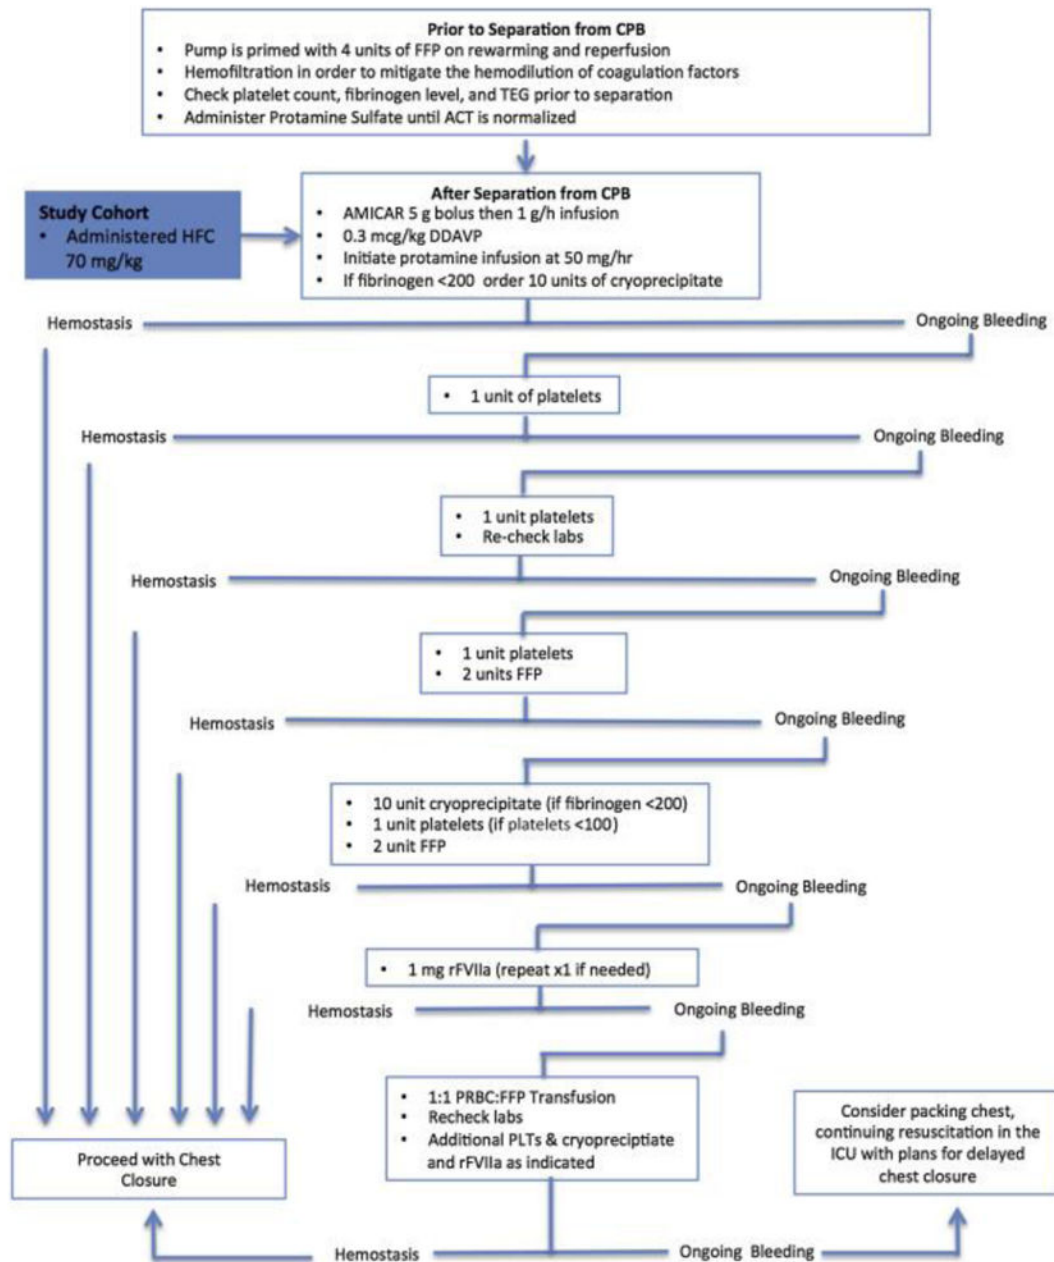 Prior to Separation from CPB
• Pump is primed with 4 units of FFP on rewarming and reperfusion
• Hemofiltration in order to mitigate the hemodilution of coagulation factors
• Check platelet count, fibrinogen level, and TEG prior to separation
• Administer Protamine Sulfate until ACT is normalized
Study Cohort
• Administered HFC
70 mg/kg
After Separation from CPB
• AMICAR 5 g bolus then 1 g/h infusion
• 0.3 mcg/kg DDAVP
• Initiate protamine infusion at 50 mg/hr
• If fibrinogen <200 order 10 units of cryoprecipitate
Hemostasis
Ongoing Bleeding
• 1 unit of platelets
Hemostasis
Ongoing Bleeding
• 1 unit platelets
• Re-check labs
Hemostasis
Ongoing Bleeding
• 1 unit platelets
• 2 units FFP
Hemostasis
Ongoing Bleeding
• 10 unit cryoprecipitate (if fibrinogen <200)
• 1 unit platelets (if platelets <100)
• 2 unit FFP
Hemostasis
Ongoing Bleeding
• 1 mg rFVIIa (repeat x1 if needed)
Hemostasis
Ongoing Bleeding
• 1:1 PRBC:FFP Transfusion
• Recheck labs
• Additional PLTs & cryopreciptiate
and rFVIIa as indicated
Proceed with Chest
Closure
Consider packing chest,
continuing resuscitation in the
ICU with plans for delayed
chest closure
Hemostasis
Ongoing Bleeding